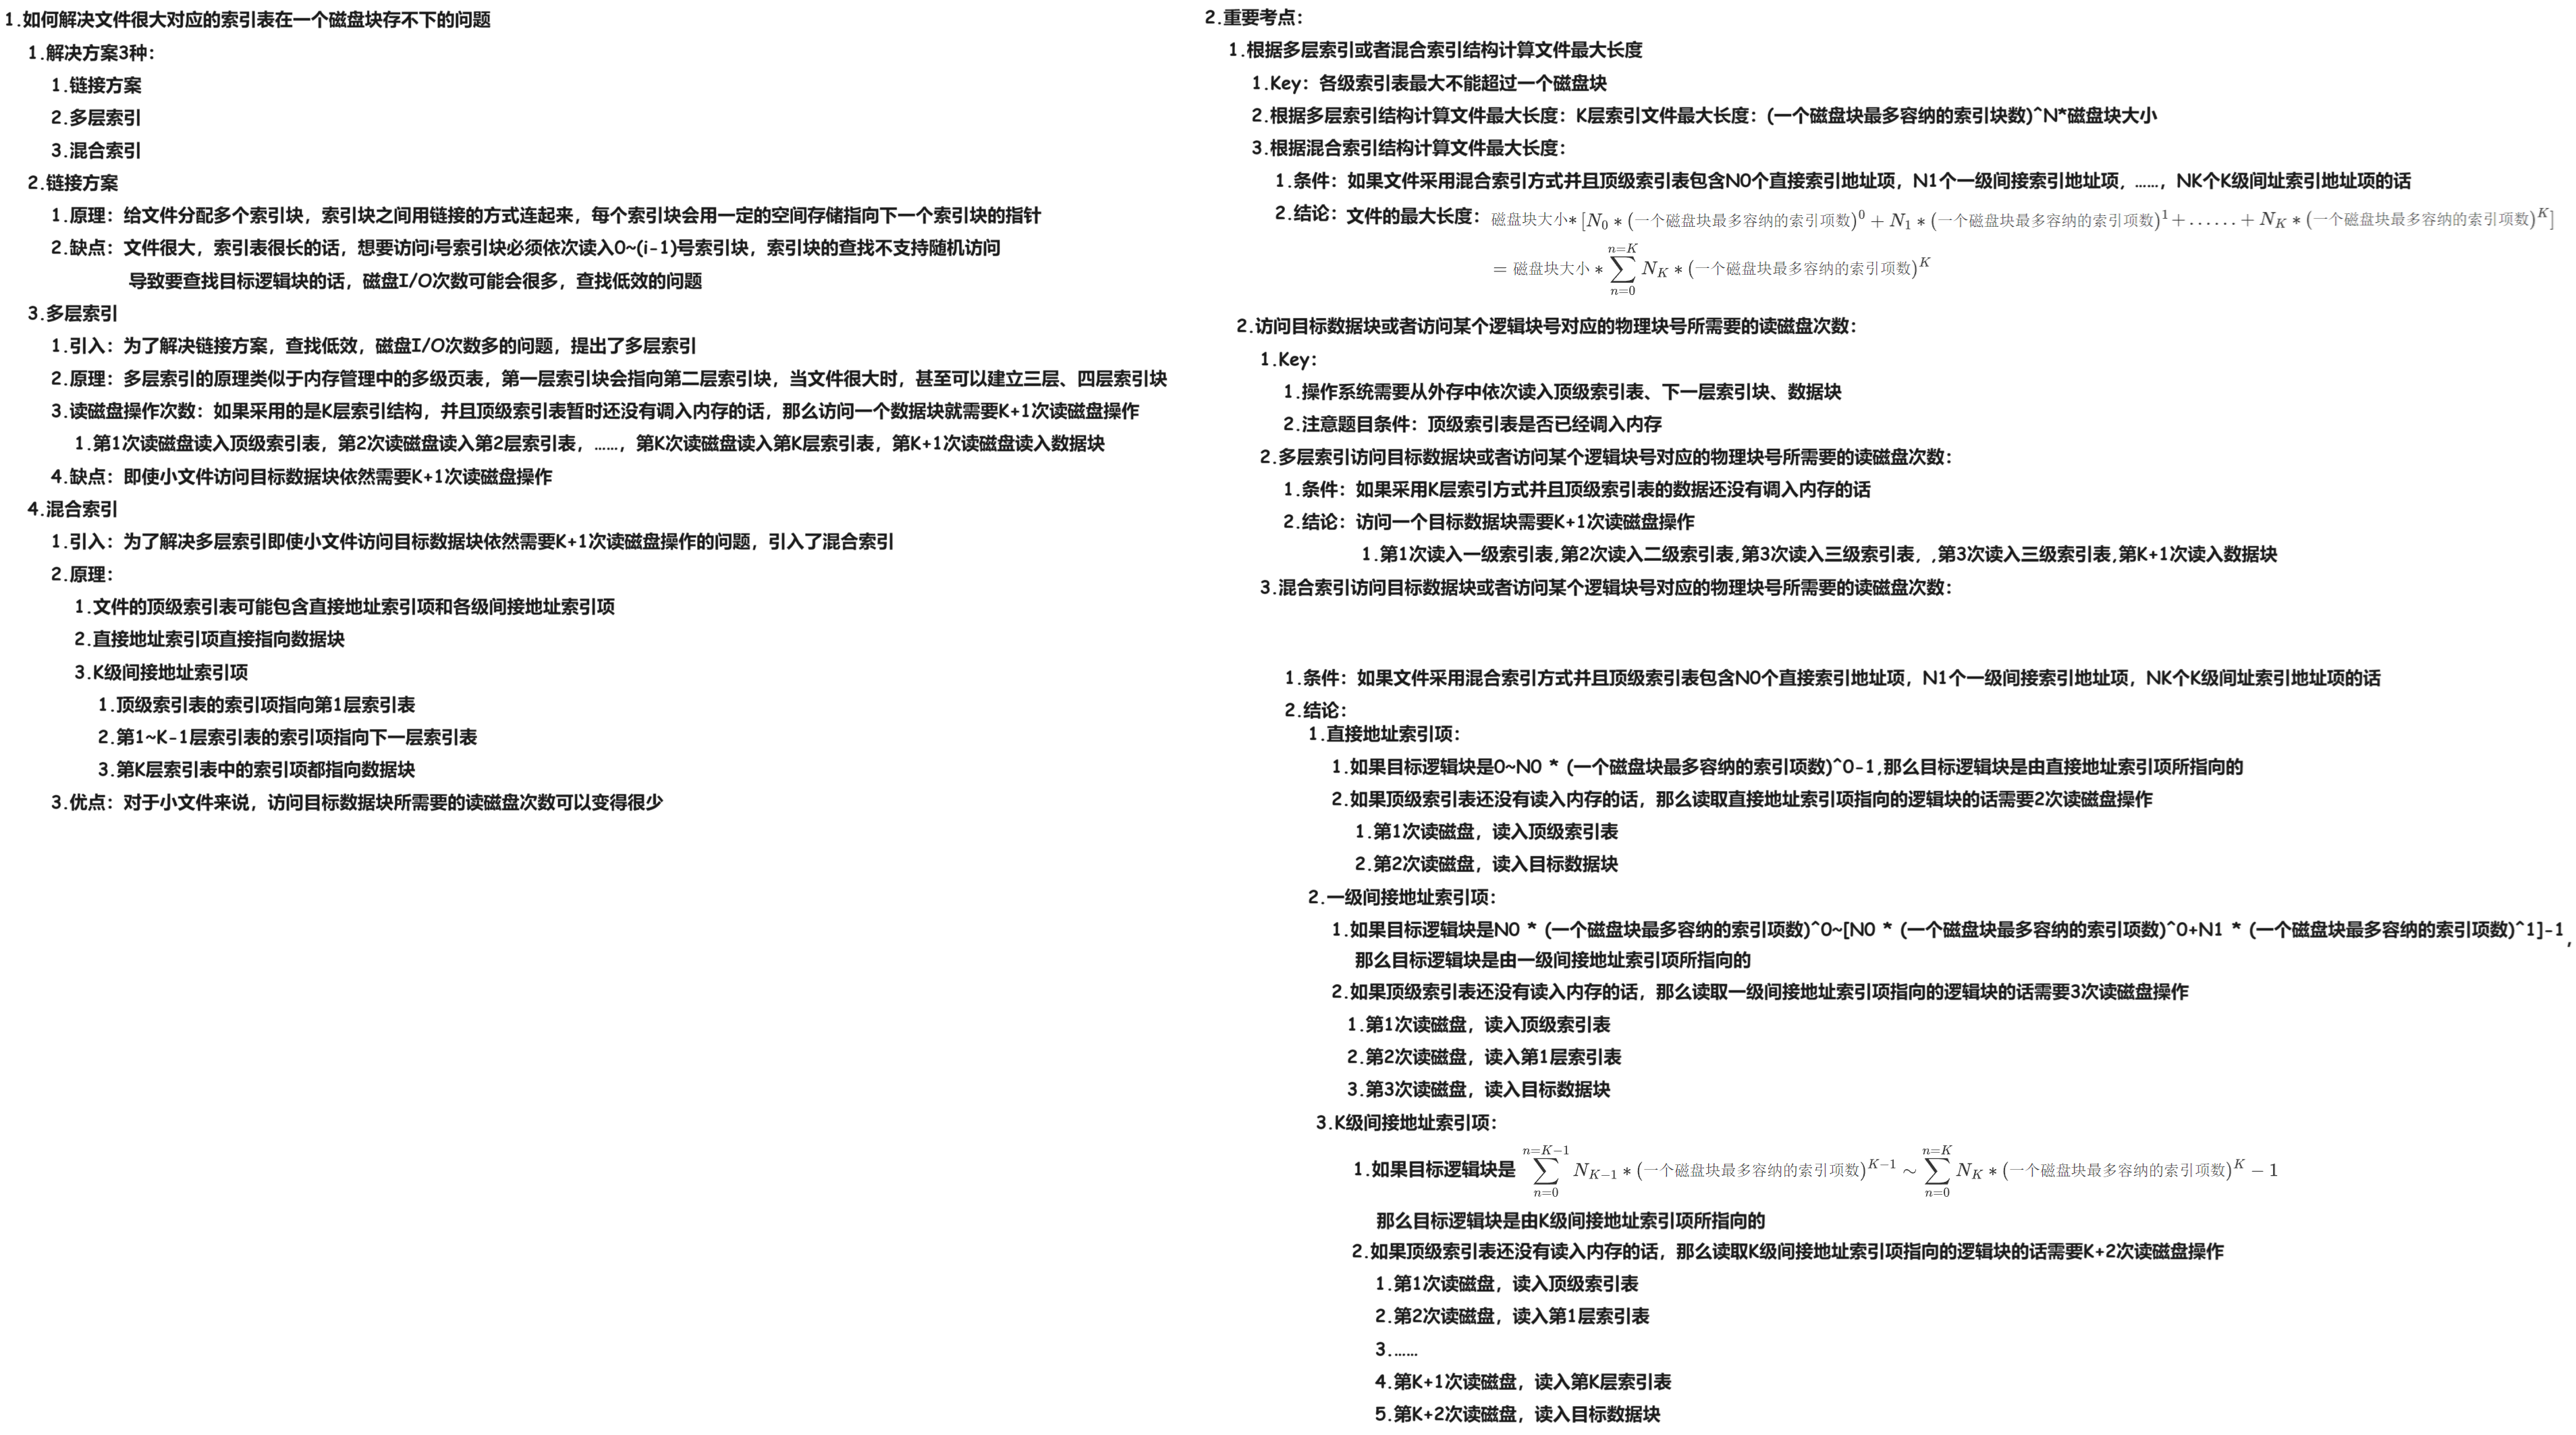 1.如何解决文件很大对应的索引表在一个磁盘块存不下的问题
1.解决方案3种：
1.链接方案
2.多层索引
3.混合索引
2.链接方案
1.原理：给文件分配多个索引块，索引块之间用链接的方式连起来，每个索引块会用一定的空间存储指向下一个索引块的指针
2.缺点：文件很大，索引表很长的话，想要访问i号索引块必须依次读入0~(i-1)号索引块，索引块的查找不支持随机访问
导致要查找目标逻辑块的话，磁盘I/O次数可能会很多，查找低效的问题
3.多层索引
1.引入：为了解决链接方案，查找低效，磁盘I/O次数多的问题，提出了多层索引
2.原理：多层索引的原理类似于内存管理中的多级页表，第一层索引块会指向第二层索引块，当文件很大时，甚至可以建立三层、四层索引块
3.读磁盘操作次数：如果采用的是K层索引结构，并且顶级索引表暂时还没有调入内存的话，那么访问一个数据块就需要K+1次读磁盘操作
1.第1次读磁盘读入顶级索引表，第2次读磁盘读入第2层索引表，……，第K次读磁盘读入第K层索引表，第K+1次读磁盘读入数据块
4.缺点：即使小文件访问目标数据块依然需要K+1次读磁盘操作
4.混合索引
1.引入：为了解决多层索引即使小文件访问目标数据块依然需要K+1次读磁盘操作的问题，引入了混合索引
2.原理：
1.文件的顶级索引表可能包含直接地址索引项和各级间接地址索引项
2.直接地址索引项直接指向数据块
3.K级间接地址索引项
1.顶级索引表的索引项指向第1层索引表
2.第1~K-1层索引表的索引项指向下一层索引表
3.第K层索引表中的索引项都指向数据块
3.优点：对于小文件来说，访问目标数据块所需要的读磁盘次数可以变得很少
2.重要考点：
1.根据多层索引或者混合索引结构计算文件最大长度
1.Key：各级索引表最大不能超过一个磁盘块
2.根据多层索引结构计算文件最大长度：K层索引文件最大长度：(一个磁盘块最多容纳的索引块数)^N*磁盘块大小
3.根据混合索引结构计算文件最大长度：
1.条件：如果文件采用混合索引方式并且顶级索引表包含N0个直接索引地址项，N1个一级间接索引地址项，……，NK个K级间址索引地址项的话
2.结论：文件的最大长度：磁盘块大小*[N_0*(一个磁盘块最多容纳的索引项数)^0+N_1*(一个磁盘块最多容纳的索引项数)^1+......+N_K*(一个磁盘块最多容纳的索引项数)^K]
=磁盘块大小*∑_{n=0}^{n=K}N_K*(一个磁盘块最多容纳的索引项数)^K
2.访问目标数据块或者访问某个逻辑块号对应的物理块号所需要的读磁盘次数：
1.Key：
1.操作系统需要从外存中依次读入顶级索引表、下一层索引块、数据块
2.注意题目条件：顶级索引表是否已经调入内存
2.多层索引访问目标数据块或者访问某个逻辑块号对应的物理块号所需要的读磁盘次数：
1.条件：如果采用K层索引方式并且顶级索引表的数据还没有调入内存的话
2.结论：访问一个目标数据块需要K+1次读磁盘操作
1.第1次读入一级索引表,第2次读入二级索引表,第3次读入三级索引表，,第3次读入三级索引表,第K+1次读入数据块
3.混合索引访问目标数据块或者访问某个逻辑块号对应的物理块号所需要的读磁盘次数：
1.条件：如果文件采用混合索引方式并且顶级索引表包含N0个直接索引地址项，N1个一级间接索引地址项，NK个K级间址索引地址项的话
2.结论：
1.直接地址索引项：
1.如果目标逻辑块是0~N0 * (一个磁盘块最多容纳的索引项数)^0-1,那么目标逻辑块是由直接地址索引项所指向的
2.如果顶级索引表还没有读入内存的话，那么读取直接地址索引项指向的逻辑块的话需要2次读磁盘操作
1.第1次读磁盘，读入顶级索引表
2.第2次读磁盘，读入目标数据块
2.一级间接地址索引项：
1.如果目标逻辑块是N0 * (一个磁盘块最多容纳的索引项数)^0~[N0 * (一个磁盘块最多容纳的索引项数)^0+N1 * (一个磁盘块最多容纳的索引项数)^1]-1，
那么目标逻辑块是由一级间接地址索引项所指向的
2.如果顶级索引表还没有读入内存的话，那么读取一级间接地址索引项指向的逻辑块的话需要3次读磁盘操作
1.第1次读磁盘，读入顶级索引表
2.第2次读磁盘，读入第1层索引表
3.第3次读磁盘，读入目标数据块
3.K级间接地址索引项：
1.如果目标逻辑块是 ∑_{n=0}^{n=K-1}N_{K-1}*(一个磁盘块最多容纳的索引项数)^{K-1}∼∑_{n=0}^{n=K}N_K*(一个磁盘块最多容纳的索引项数)^K-1
那么目标逻辑块是由K级间接地址索引项所指向的
2.如果顶级索引表还没有读入内存的话，那么读取K级间接地址索引项指向的逻辑块的话需要K+2次读磁盘操作
1.第1次读磁盘，读入顶级索引表
2.第2次读磁盘，读入第1层索引表
3.……
4.第K+1次读磁盘，读入第K层索引表
5.第K+2次读磁盘，读入目标数据块